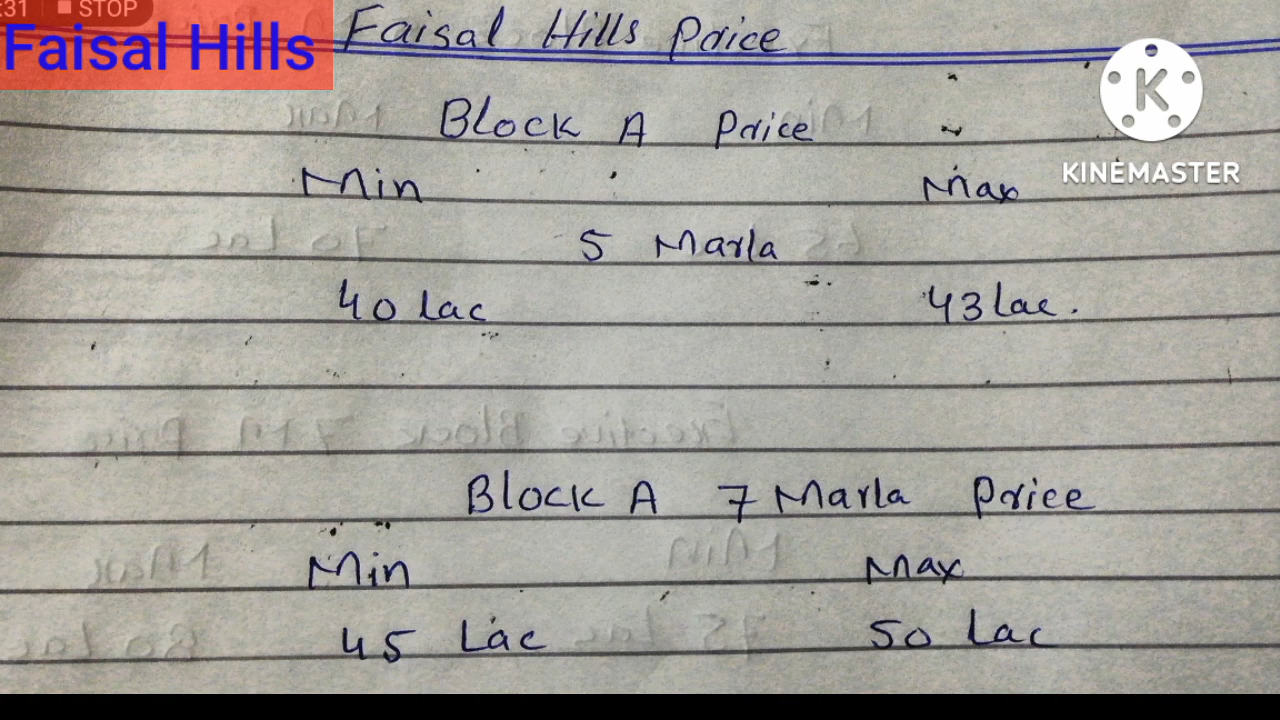 :31 STOP
Faisal Hills
Faisal Hills Price
K
KINEMASTER
Block A Price
Min Max
5 Marla
40 lac 43 lac.
Block A 7 Marla Price
Min Max
45 Lac 50 Lac